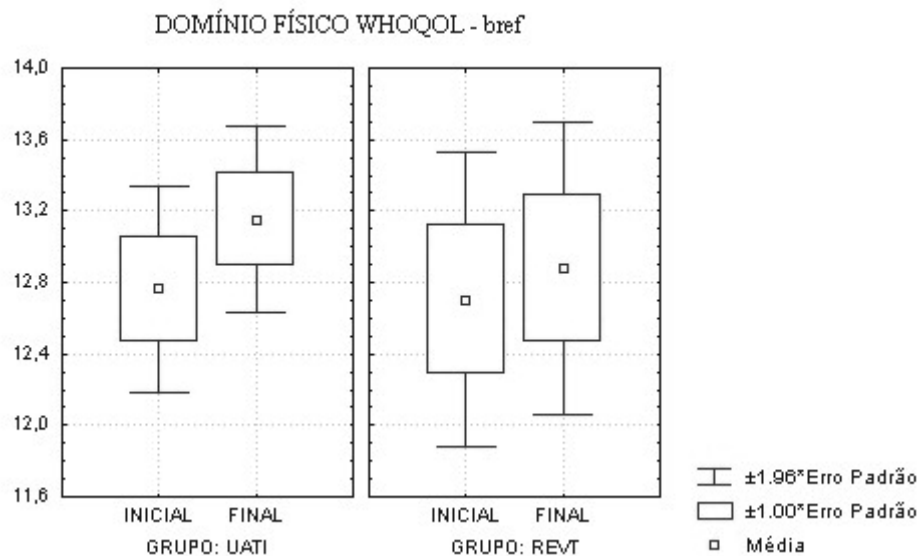 DOMÍNIO FÍSICO WHOQOL - bref
14,0
13,6
13,2
12,8
12,4
12,0
11,6
INICIAL FINAL INICIAL FINAL
GRUPO: UATI GRUPO: REVT
±1.96*Erro Padrão
±1.00*Erro Padrão
Média